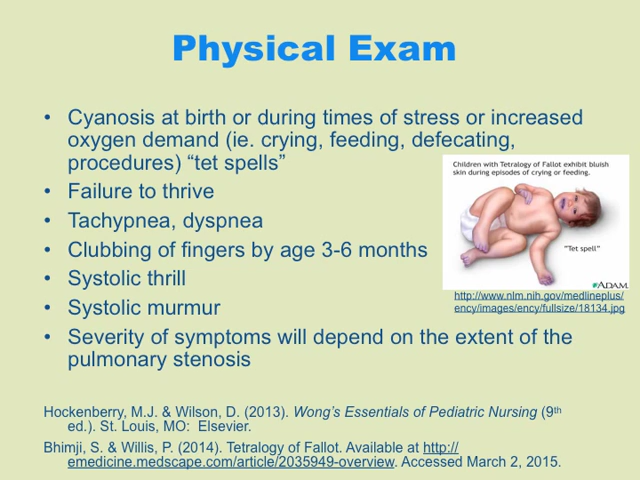 Physical Exam
• Cyanosis at birth or during times of stress or increased
oxygen demand (ie. crying, feeding, defecating,
procedures) “tet spells”
• Failure to thrive
• Tachypnea, dyspnea
• Clubbing of fingers by age 3-6 months
• Systolic thrill
• Systolic murmur
• Severity of symptoms will depend on the extent of the
pulmonary stenosis
Children with Tetralogy of Fallot exhibit bluish
skin during episodes of crying or feeding.
"Tet spell"
ADAM.
http://www.nlm.nih.gov/medlineplus/
ency/images/ency/fullsize/18134.jpg
Hockenberry, M.J. & Wilson, D. (2013). Wong’s Essentials of Pediatric Nursing (9th
ed.). St. Louis, MO: Elsevier.
Bhimji, S. & Willis, P. (2014). Tetralogy of Fallot. Available at http://
emedicine.medscape.com/article/2035949-overview. Accessed March 2, 2015.